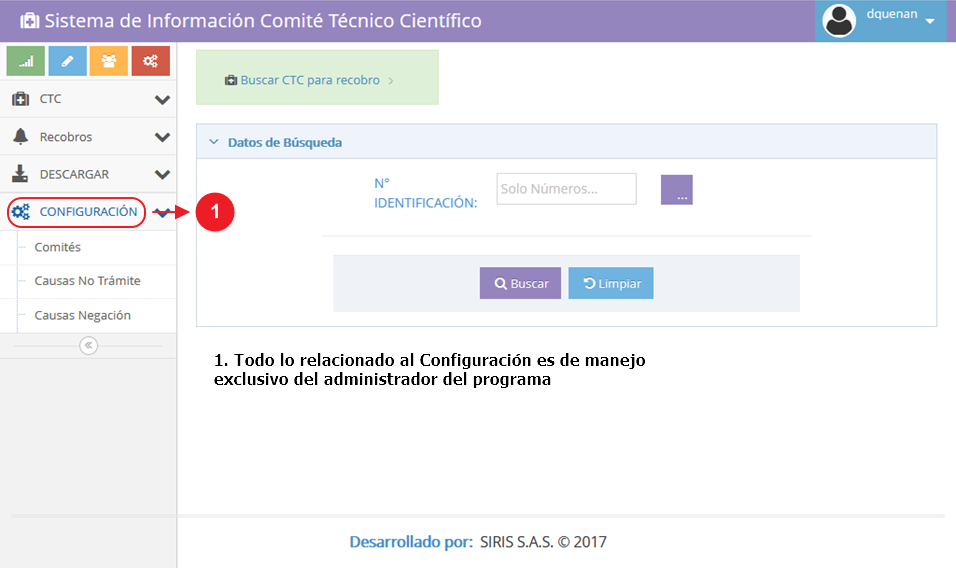 Sistema de Información Comité Técnico Científico
dquenan
CTC
Recobros
DESCARGAR
CONFIGURACIÓN
1
Comités
Causas No Trámite
Causas Negación
Buscar CTC para recobro
Datos de Búsqueda
N°
IDENTIFICACIÓN:
Solo Números...
...
Buscar
Limpiar
1. Todo lo relacionado al Configuración es de manejo
exclusivo del administrador del programa
Desarrollado por: SIRIS S.A.S. © 2017